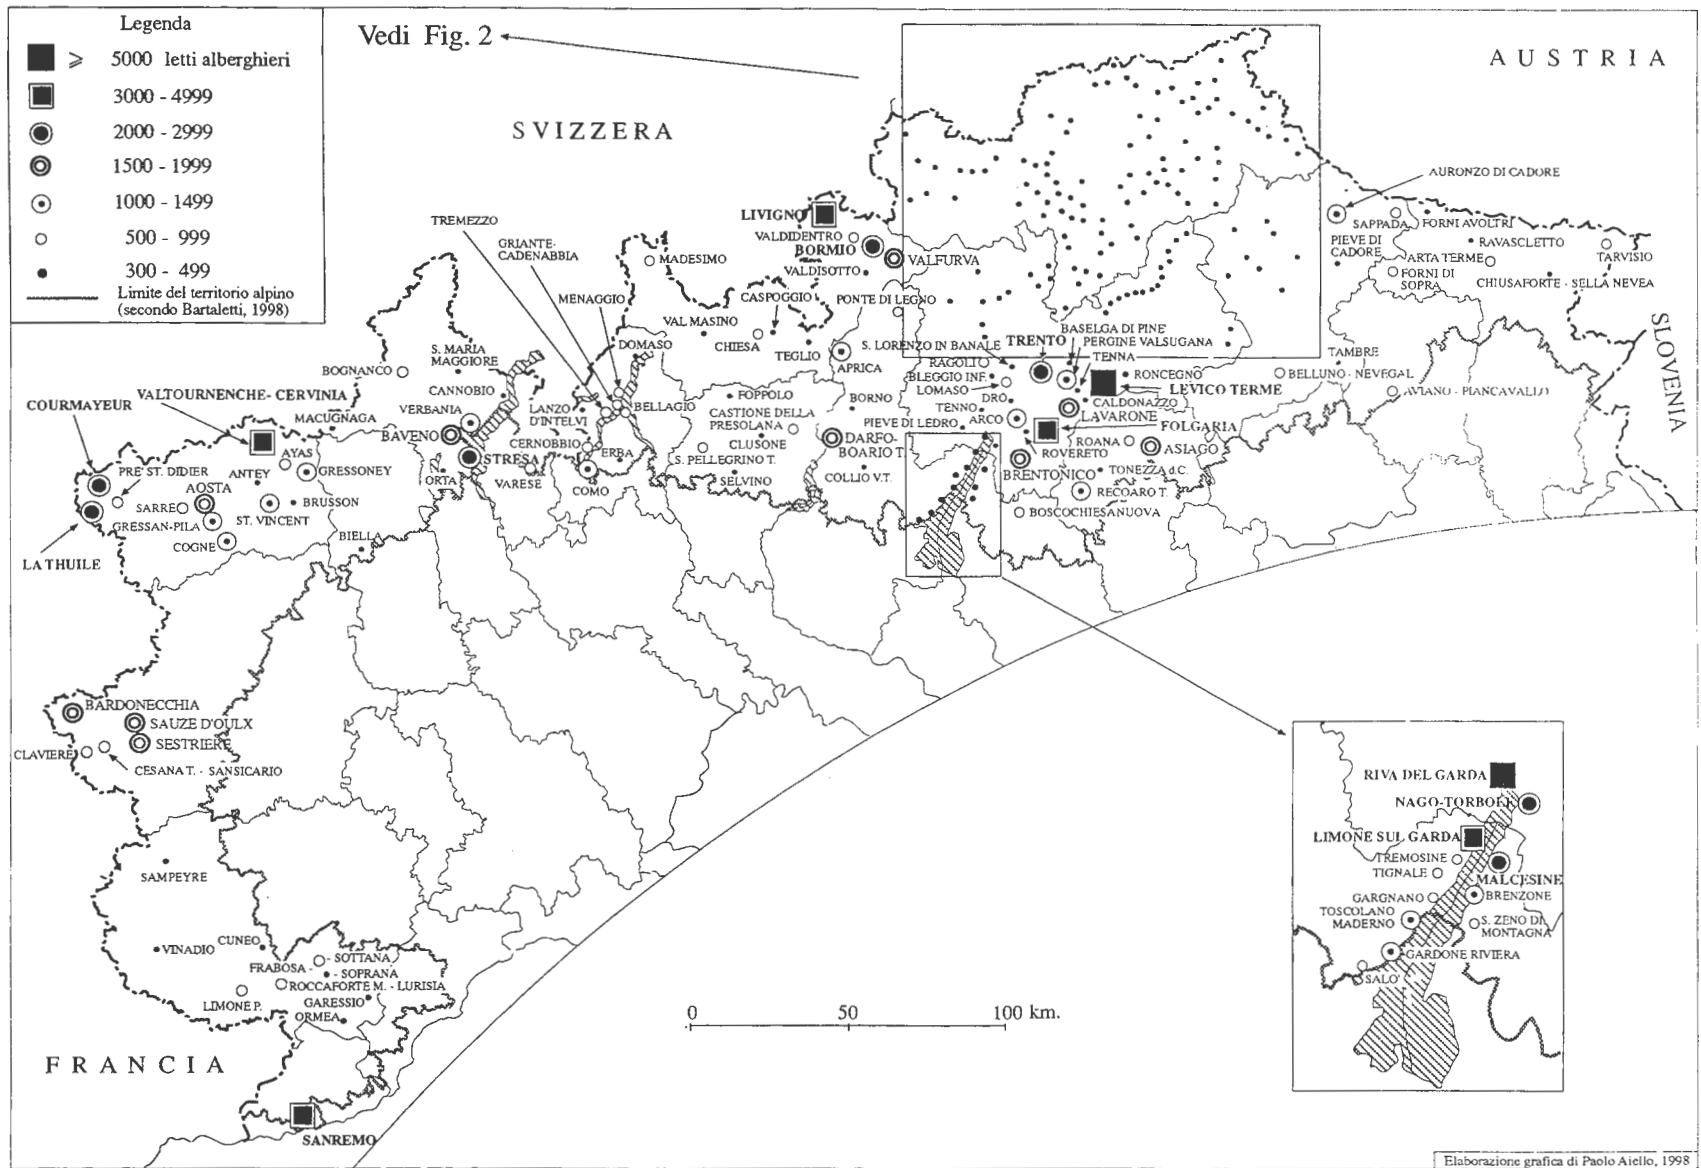 Legenda
⩾ 5000 letti alberghieri
3000 - 4999
2000 - 2999
1500 - 1999
1000 - 1499
500 - 999
300 - 499
Limite del territorio alpino
(secondo Bartaletti, 1998)
Vedi Fig. 2
AUSTRIA
SVIZZERA
SLOVENIA
FRANCIA
AURONZO DI CADORE
SAPPADA
FORNI AVOLTRI
PIEVE DI
CADORE
RAVASCLETTO
ARTA TERME
TARVISIO
FORNI DI
SOPRA
CHIUSAFORTE - SELLA NEVEA
TREMEZZO
GRIANTE-
CADENABBIA
MENAGGIO
LIVIGNO
VALDIDENTRO
BORMIO
VALDISOTTO
VALFURVA
MADESIMO
CASPOGGIO
PONTE DI LEGNO
VAL MASINO
CHIESA
TEGLIO
APRICA
DOMASO
S. MARIA
MAGGIORE
BOGNANCO
CANNOBIO
VALTOURNENCHE- CERVINIA
COURMAYEUR
MACUGNAGA
VERBANIA
BAVENO
STRESA
ORTA
VARESE
LANZO
D'INTELVI
CERNOBBIO
ERBA
COMO
BELLAGIO
FOPPOLO
CASTIONE DELLA
PRESOLANA
CLUSONE
S. PELLEGRINO T.
SELVINO
BORNO
DARFO-
BOARIO T.
COLLIO V.T.
S. LORENZO IN BANALE
TRENTO
BASELGA DI PINE'
PERGINE VALSUGANA
TENNA
RONCEGNO
RAGOLI
BLEGGIO INF.
LOMASO
LEVICO TERME
DRO
CALDONAZZO
TENNO
ARCO
LAVARONE
PIEVE DI LEDRO
FOLGARIA
ROANA
ASIAGO
ROVERETO
BRENTONICO
TONEZZA d.C.
RECOARO T.
BOSCOCHIESANUOVA
TAMBRE
BELLUNO - NEVEGAL
AVIANO - PIANCAVALLO
PRE' ST. DIDIER
AYAS
ANTEY
GRESSONEY
AOSTA
SARRE
BRUSSON
ST. VINCENT
GRESSAN-PILA
COGNE
BIELLA
LA THUILE
BARDONECCHIA
SAUZE D'OULX
SESTRIERE
CLAVIERE
CESANA T. - SANSICARIO
SAMPEYRE
VINADIO
CUNEO
FRABOSA
- SOTTANA
- SOPRANA
ROCCAFORTE M. - LURISIA
LIMONE P.
GARESSIO
ORMEA
SANREMO
0 50 100 km.
RIVA DEL GARDA
NAGO-TORBOLE
LIMONE SUL GARDA
TREMOSINE
TIGNALE
MALCESINE
GARGNANO
BRENZONE
TOSCOLANO
MADERNO
S. ZENO DI
MONTAGNA
GARDONE RIVIERA
SALO'
Elaborazione grafica di Paolo Aiello, 1998